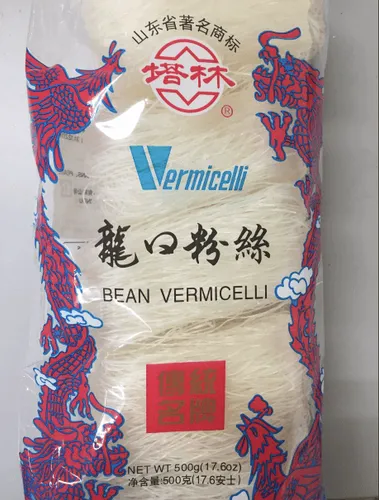 山东省著名商标
塔林
®
Vermicelli
龍口粉絲
BEAN VERMICELLI
NET WT 500g(17.6oz)
净含量:500克(17.6安士)